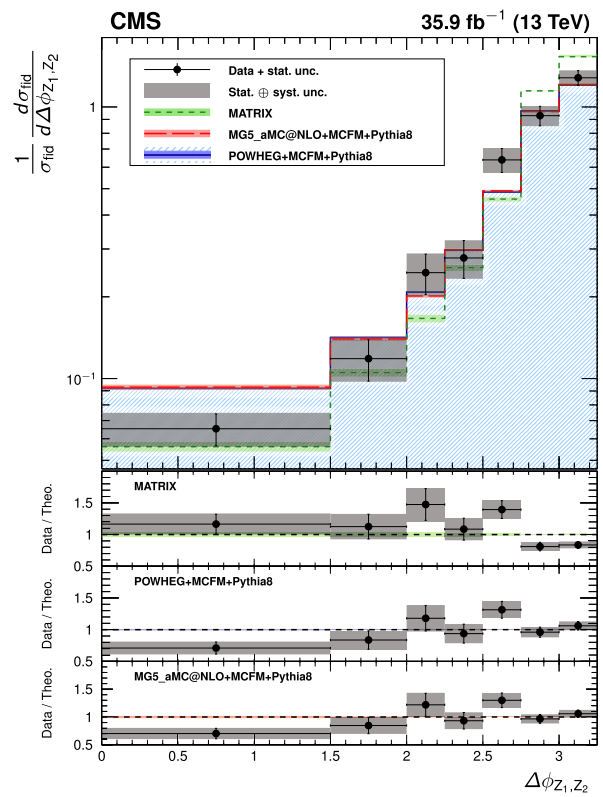 CMS
35.9 fb⁻¹ (13 TeV)
1/σ_fid dσ_fid/dΔϕ_Z₁,Z₂
Data + stat. unc.
Stat. ⊕ syst. unc.
MATRIX
MG5_aMC@NLO+MCFM+Pythia8
POWHEG+MCFM+Pythia8
1
10⁻¹
MATRIX
Data / Theo.
1.5
1
0.5
POWHEG+MCFM+Pythia8
Data / Theo.
1.5
1
0.5
MG5_aMC@NLO+MCFM+Pythia8
Data / Theo.
1.5
1
0.5
0 0.5 1 1.5 2 2.5 3
Δϕ_Z₁,Z₂